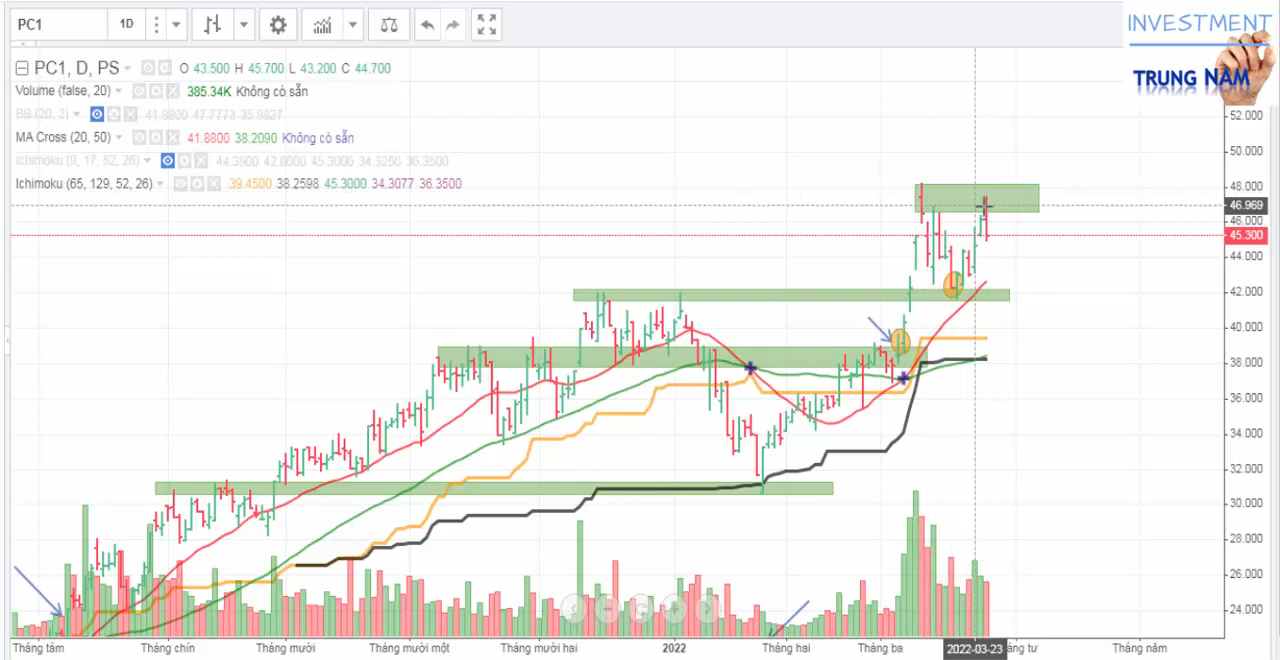 PC1 1D
INVESTMENT
TRUNG NAM
PC1, D, PS O 43.500 H 45.700 L 43.200 C 44.700
Volume (false, 20) 385.34K Không có sẵn
BB (20, 2) 41.8800 47.7773 35.9827
MA Cross (20, 50) 41.8800 38.2090 Không có sẵn
Ichimoku (9, 17, 52, 26) 44.3500 42.6000 45.3000 34.3250 36.3500
Ichimoku (65, 129, 52, 26) 39.4500 38.2598 45.3000 34.3077 36.3500
52.000
50.000
48.000
46.969
46.000
45.300
44.000
42.000
40.000
38.000
36.000
34.000
32.000
30.000
28.000
26.000
24.000
Tháng tám Tháng chín Tháng mười Tháng mười một Tháng mười hai 2022 Tháng hai Tháng ba 2022-03-23 áng tư Tháng năm